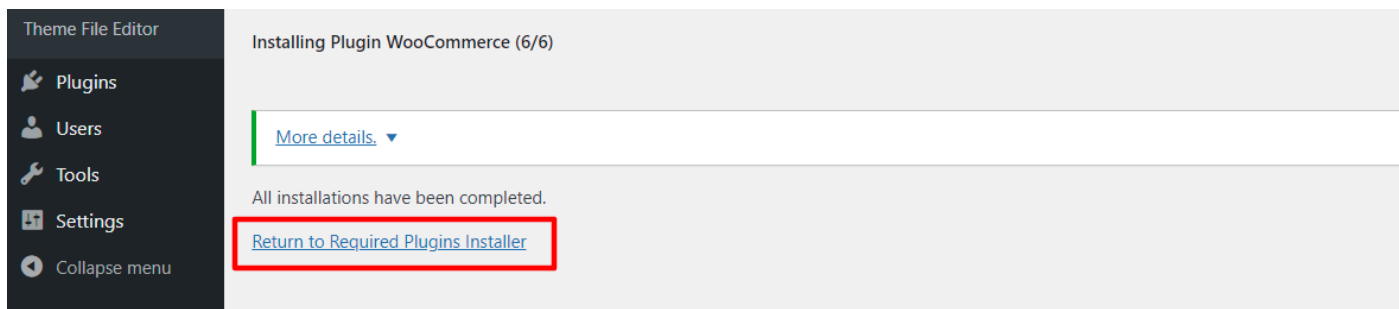 Theme File Editor
Plugins
Users
Tools
Settings
Collapse menu
Installing Plugin WooCommerce (6/6)
More details.
All installations have been completed.
Return to Required Plugins Installer